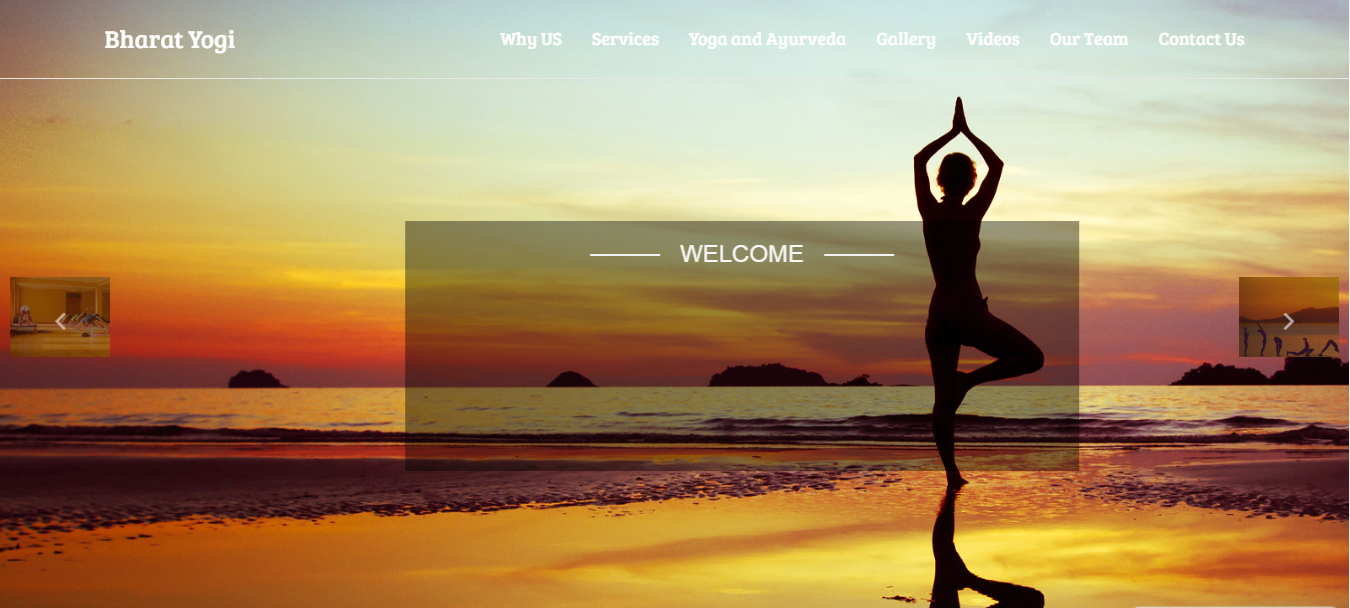 Bharat Yogi
Why US Services Yoga and Ayurveda Gallery Videos Our Team Contact Us
WELCOME